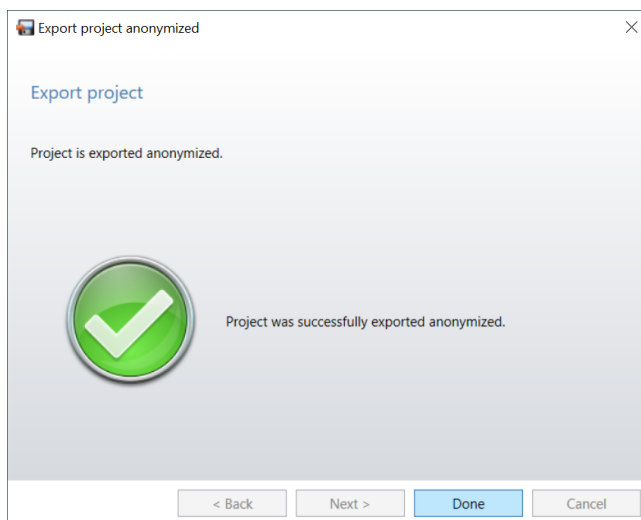 Export project anonymized
Export project
Project is exported anonymized.
Project was successfully exported anonymized.
< Back
Next >
Done
Cancel